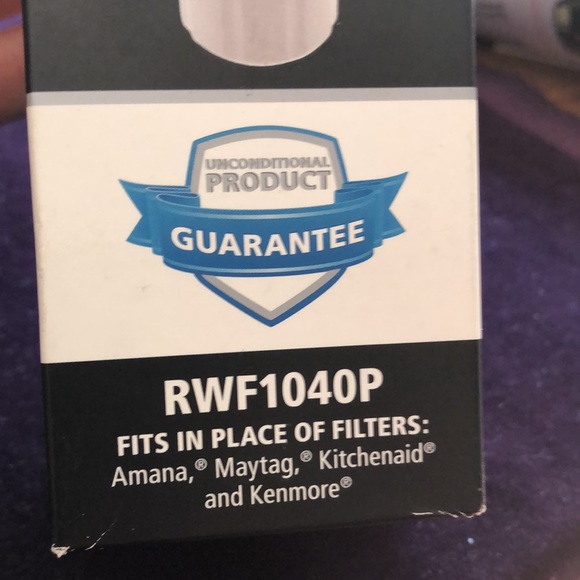 UNCONDITIONAL
PRODUCT
GUARANTEE
RWF1040P
FITS IN PLACE OF FILTERS:
Amana,® Maytag,® Kitchenaid®
and Kenmore®